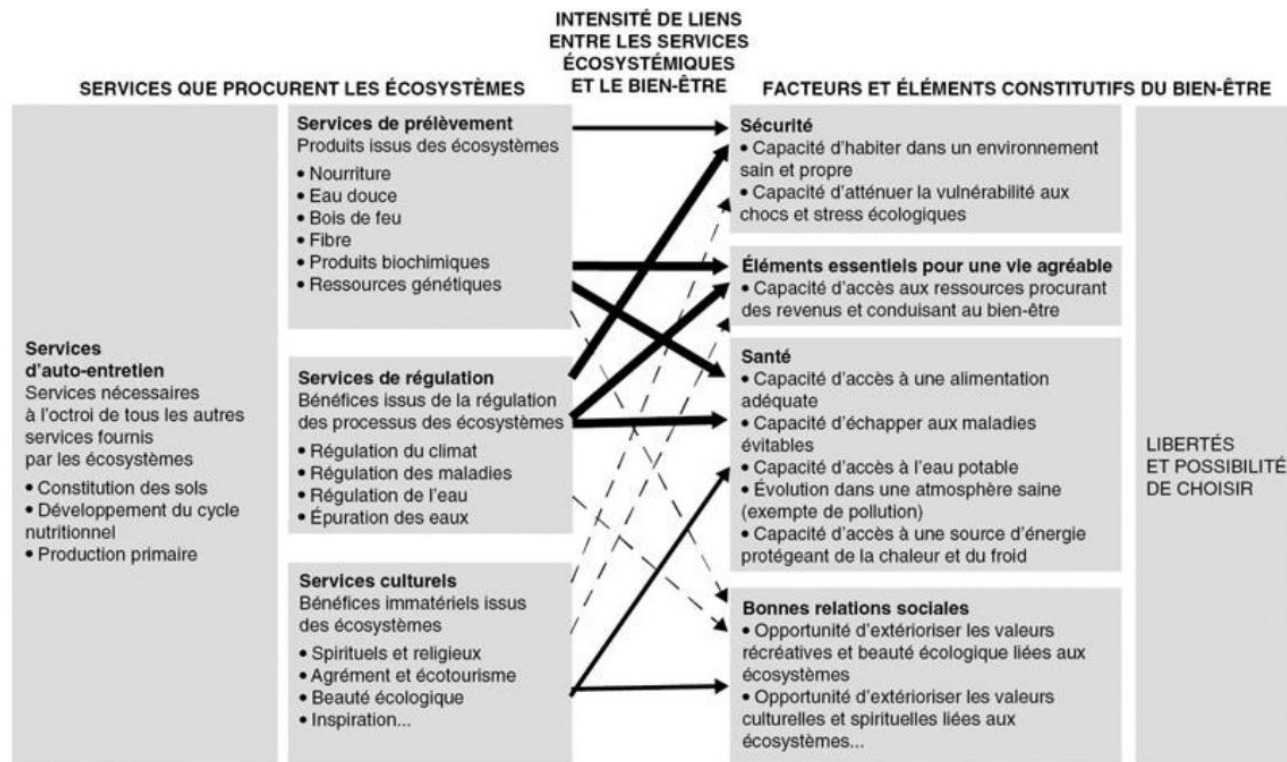 INTENSITÉ DE LIENS
ENTRE LES SERVICES
ÉCOSYSTÉMIQUES
ET LE BIEN-ÊTRE
SERVICES QUE PROCURENT LES ÉCOSYSTÈMES
FACTEURS ET ÉLÉMENTS CONSTITUTIFS DU BIEN-ÊTRE
Services
d'auto-entretien
Services nécessaires
à l'octroi de tous les autres
services fournis
par les écosystèmes
• Constitution des sols
• Développement du cycle
nutritionnel
• Production primaire
Services de prélèvement
Produits issus des écosystèmes
• Nourriture
• Eau douce
• Bois de feu
• Fibre
• Produits biochimiques
• Ressources génétiques
Services de régulation
Bénéfices issus de la régulation
des processus des écosystèmes
• Régulation du climat
• Régulation des maladies
• Régulation de l'eau
• Épuration des eaux
Services culturels
Bénéfices immatériels issus
des écosystèmes
• Spirituels et religieux
• Agrément et écotourisme
• Beauté écologique
• Inspiration...
Sécurité
• Capacité d'habiter dans un environnement
sain et propre
• Capacité d'atténuer la vulnérabilité aux
chocs et stress écologiques
Éléments essentiels pour une vie agréable
• Capacité d'accès aux ressources procurant
des revenus et conduisant au bien-être
Santé
• Capacité d'accès à une alimentation
adéquate
• Capacité d'échapper aux maladies
évitables
• Capacité d'accès à l'eau potable
• Évolution dans une atmosphère saine
(exemple de pollution)
• Capacité d'accès à une source d'énergie
protégeant de la chaleur et du froid
Bonnes relations sociales
• Opportunité d'extérioriser les valeurs
récréatives et beauté écologique liées aux
écosystèmes
• Opportunité d'extérioriser les valeurs
culturelles et spirituelles liées aux
écosystèmes...
LIBERTÉS
ET POSSIBILITÉ
DE CHOISIR